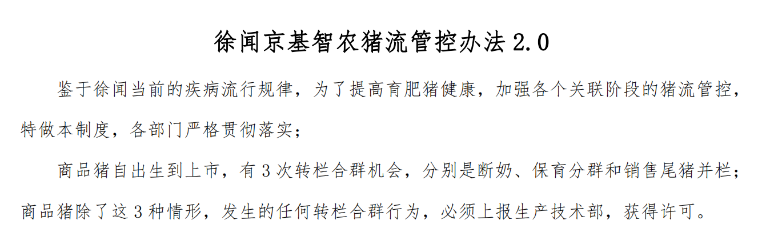 徐闻京基智农猪流管控办法 2.0
鉴于徐闻当前的疾病流行规律，为了提高育肥猪健康，加强各个关联阶段的猪流管控，
特做本制度，各部门严格贯彻落实；
商品猪自出生到上市，有 3 次转栏合群机会，分别是断奶、保育分群和销售尾猪并栏；
商品猪除了这 3 种情形，发生的任何转栏合群行为，必须上报生产技术部，获得许可。